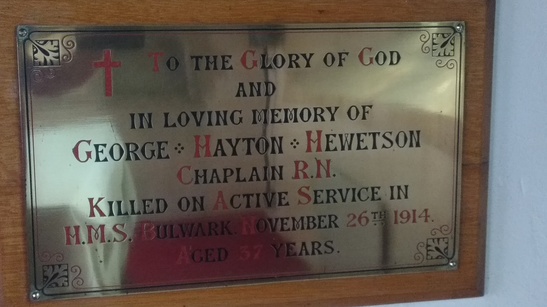 To the Glory of God
and
in loving memory of
George Hayton Hewetson
Chaplain R.N.
Killed on Active Service in
H.M.S. Bulwark. November 26th 1914.
Aged 37 years.